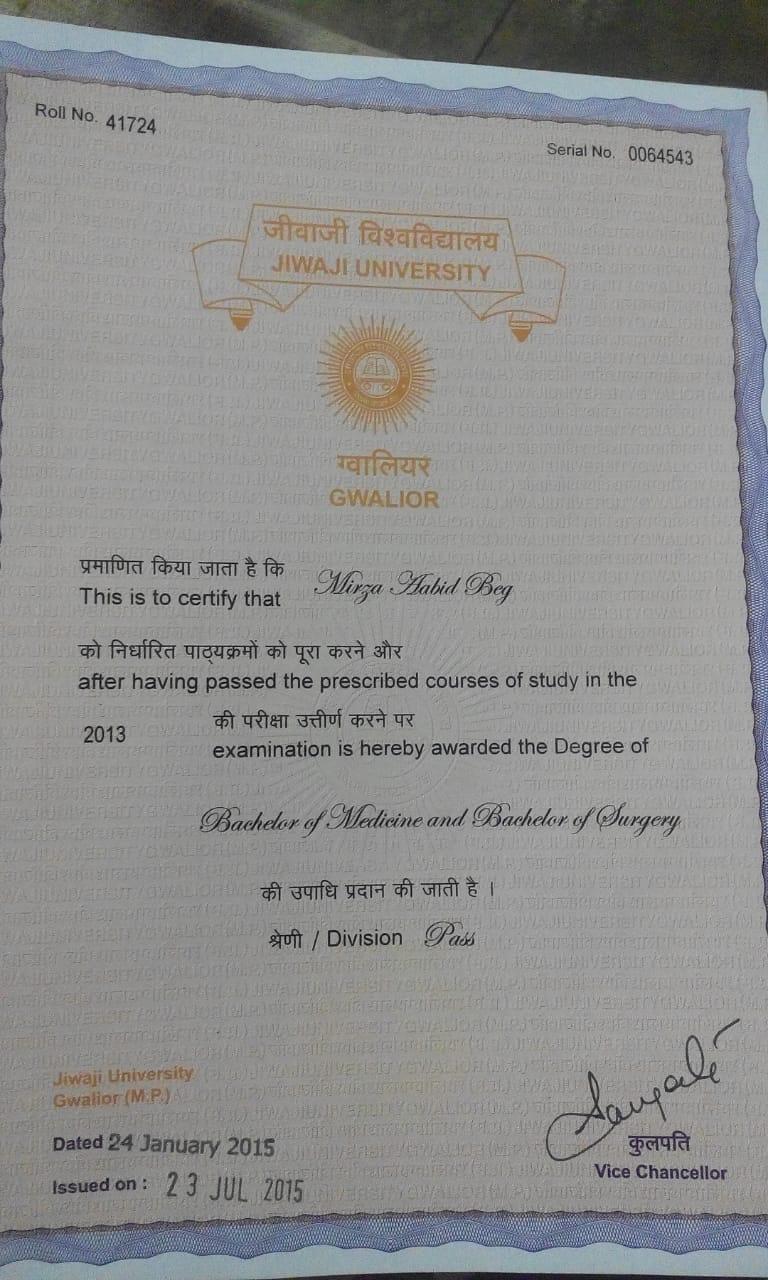 Roll No. 41724
Serial No. 0064543
जीवाजी विश्वविद्यालय
JIWAJI UNIVERSITY
ग्वालियर
GWALIOR
प्रमाणित किया जाता है कि
This is to certify that Mirza Aabid Beg
को निर्धारित पाठ्यक्रमों को पूरा करने और
after having passed the prescribed courses of study in the
2013 की परीक्षा उत्तीर्ण करने पर
examination is hereby awarded the Degree of
Bachelor of Medicine and Bachelor of Surgery
की उपाधि प्रदान की जाती है ।
श्रेणी / Division Pass
Jiwaji University
Gwalior (M.P.)
Dated 24 January 2015
Issued on : 23 JUL 2015
कुलपति
Vice Chancellor